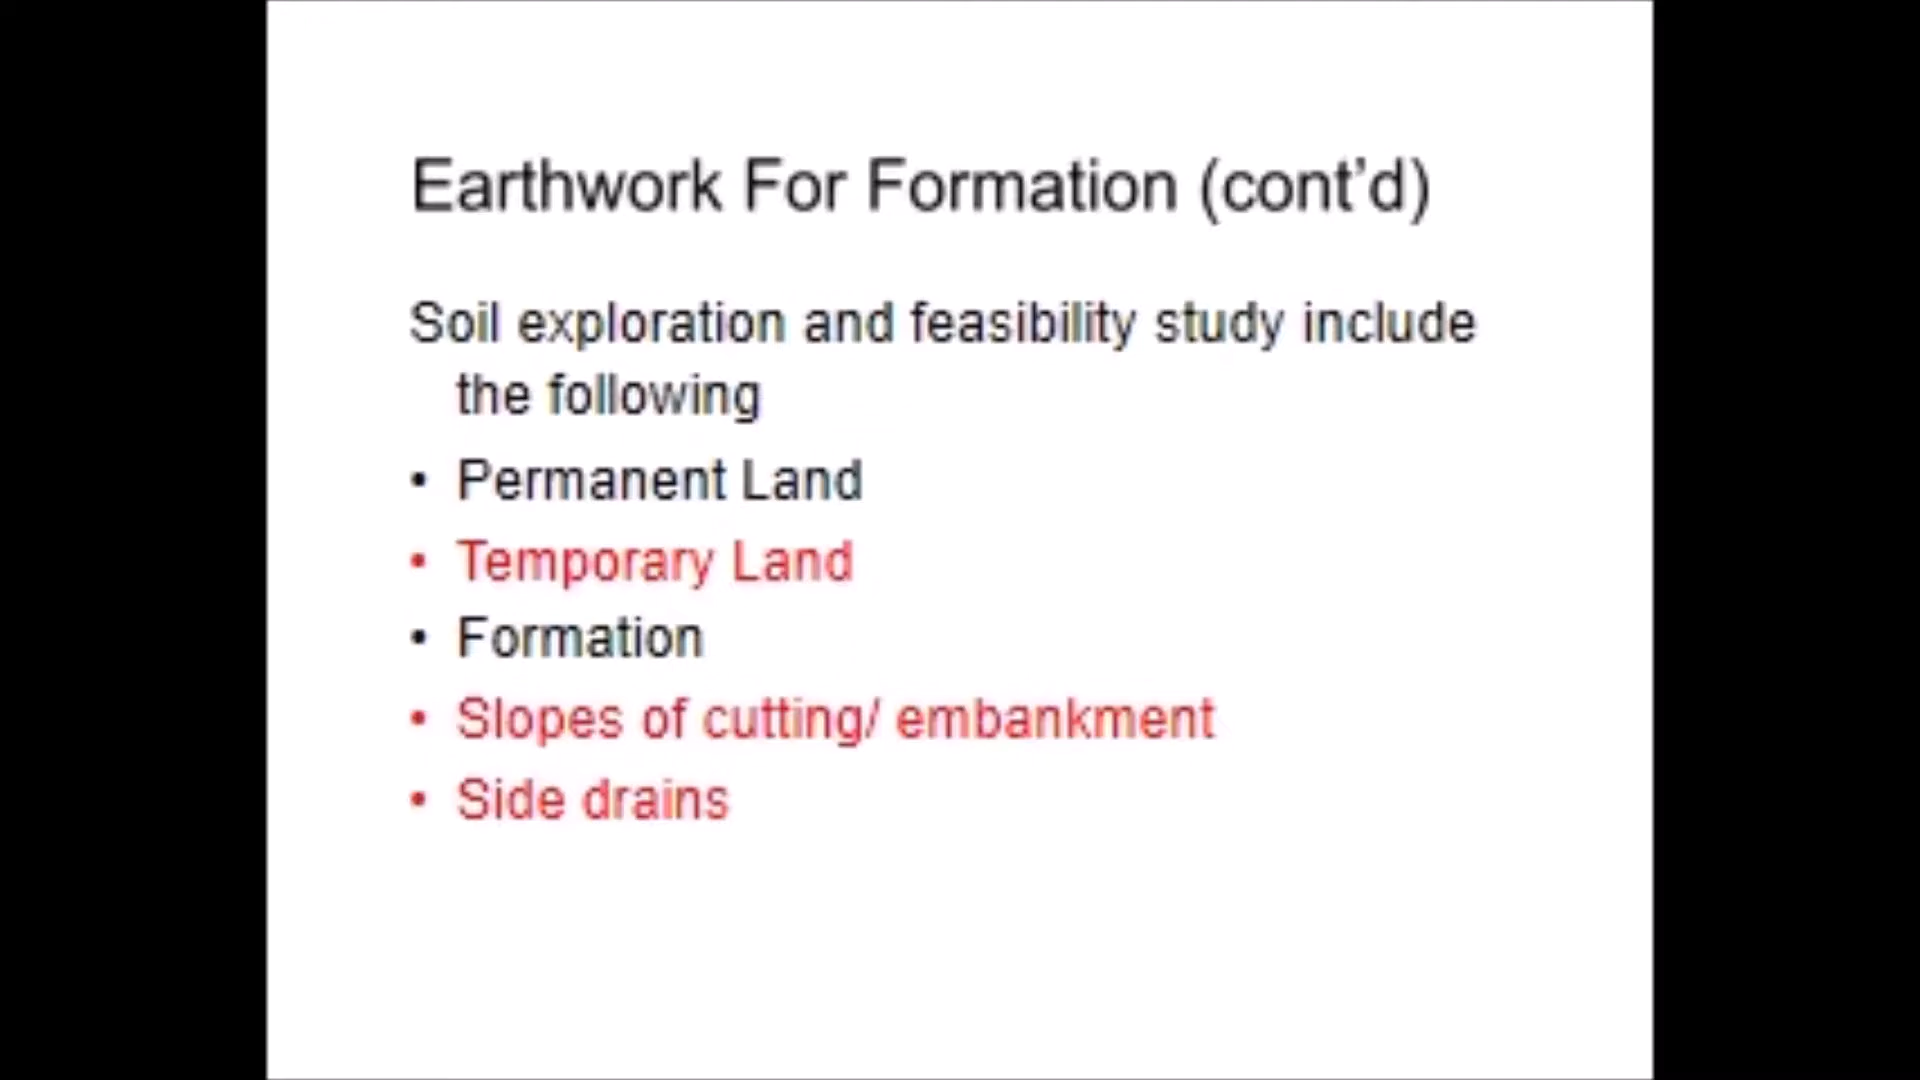 Earthwork For Formation (cont’d)
Soil exploration and feasibility study include
the following
• Permanent Land
• Temporary Land
• Formation
• Slopes of cutting/ embankment
• Side drains